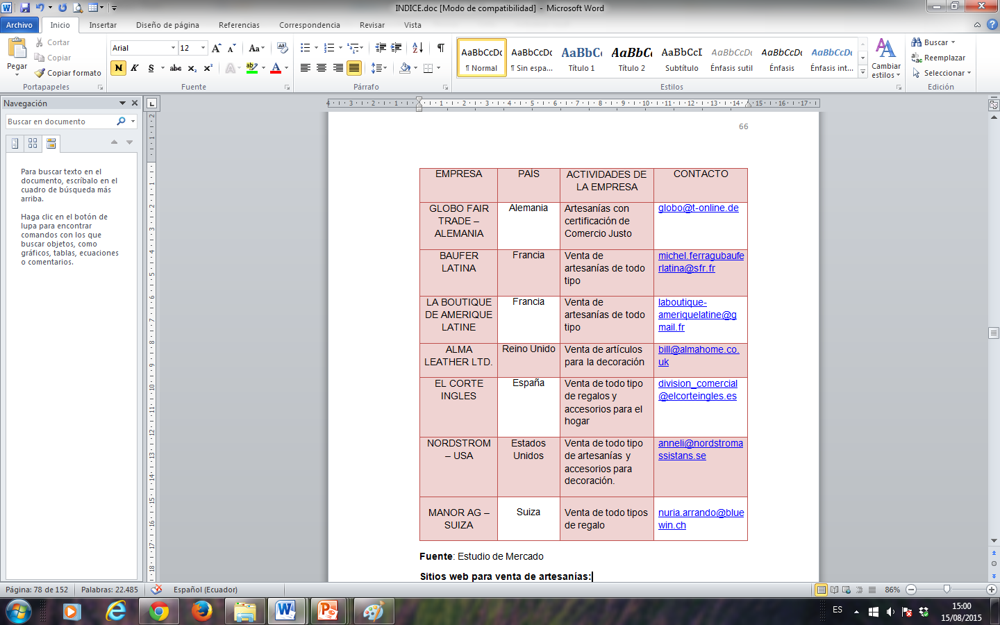 INDICE.doc [Modo de compatibilidad] - Microsoft Word
Archivo Inicio Insertar Diseño de página Referencias Correspondencia Revisar Vista
Pegar
Cortar
Copiar
Copiar formato
Portapapeles
Arial 12
N K S abc x₂ x²
Fuente
Párrafo
AaBbCcDc AaBbCcDc AaBbC AaBbCc AaBbCcI AaBbCcDc AaBbCcDc AaBbCcDc
¶ Normal ¶ Sin espa... Título 1 Título 2 Subtítulo Énfasis sutil Énfasis Énfasis int...
Estilos
Cambiar
estilos
Buscar
Reemplazar
Seleccionar
Edición
Navegación
Buscar en documento
Para buscar texto en el
documento, escríbalo en el
cuadro de búsqueda más
arriba.
Haga clic en el botón de
lupa para encontrar
comandos con los que
buscar objetos, como
gráficos, tablas, ecuaciones
o comentarios.
66
EMPRESA PAÍS ACTIVIDADES DE CONTACTO
LA EMPRESA
GLOBO FAIR Alemania Artesanías con globo@t-online.de
TRADE – certificación de
ALEMANIA Comercio Justo
BAUFER Francia Venta de michel.ferragubaufe
LATINA artesanías de todo rlatina@sfr.fr
tipo
LA BOUTIQUE Francia Venta de laboutique-
DE AMERIQUE artesanías de todo ameriquelatine@g
LATINE tipo mail.fr
ALMA Reino Unido Venta de artículos bill@almahome.co.
LEATHER LTD. para la decoración uk
EL CORTE España Venta de todo tipo division_comercial
INGLES de regalos y @elcorteingles.es
accesorios para el
hogar
NORDSTROM Estados Venta de todo tipo anneli@nordstroma
– USA Unidos de artesanías y ssistans.se
accesorios para
decoración.
MANOR AG – Suiza Venta de todo tipos nuria.arrando@blue
SUIZA de regalo win.ch
Fuente: Estudio de Mercado
Sitios web para venta de artesanías:
Página: 78 de 152 Palabras: 22.485 Español (Ecuador) 86%
ES
15:00
15/08/2015